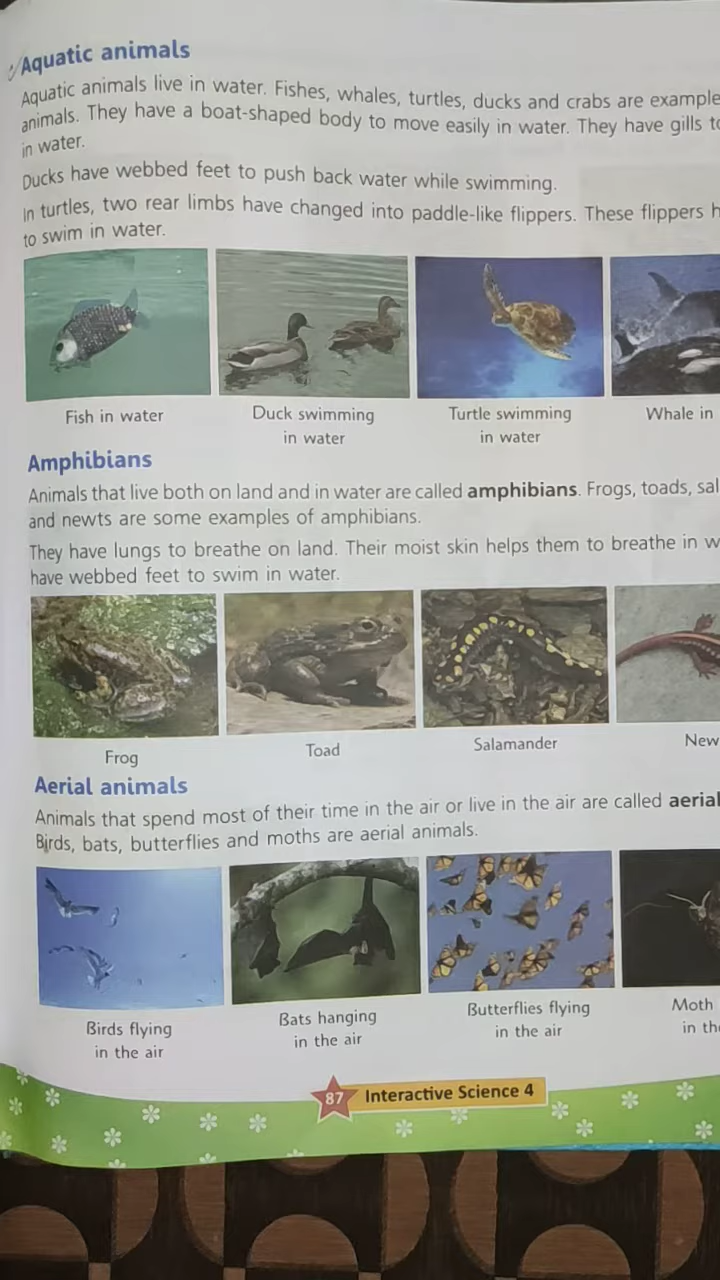 Aquatic animals
Aquatic animals live in water. Fishes, whales, turtles, ducks and crabs are example
animals. They have a boat-shaped body to move easily in water. They have gills to
in water.
Ducks have webbed feet to push back water while swimming.
In turtles, two rear limbs have changed into paddle-like flippers. These flippers h
to swim in water.
Fish in water
Duck swimming
in water
Turtle swimming
in water
Whale in
Amphibians
Animals that live both on land and in water are called amphibians. Frogs, toads, sal
and newts are some examples of amphibians.
They have lungs to breathe on land. Their moist skin helps them to breathe in w
have webbed feet to swim in water.
Frog
Toad
Salamander
New
Aerial animals
Animals that spend most of their time in the air or live in the air are called aerial
Birds, bats, butterflies and moths are aerial animals.
Birds flying
in the air
Bats hanging
in the air
Butterflies flying
in the air
Moth
in the
87 Interactive Science 4